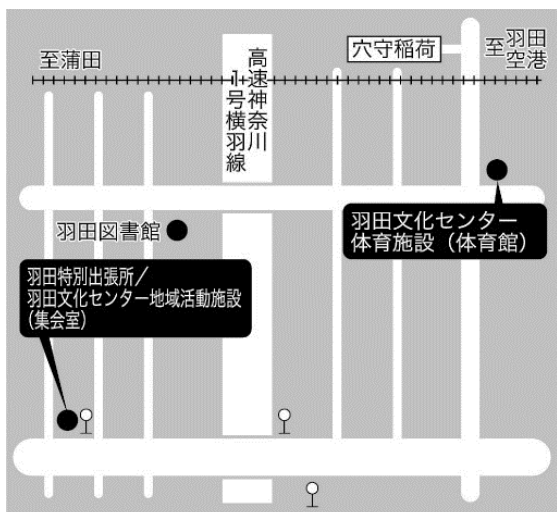 至蒲田
高速神奈川
1号横羽線
穴守稲荷
至羽田
空港
羽田図書館
羽田文化センター
体育施設（体育館）
羽田特別出張所／
羽田文化センター地域活動施設
(集会室)